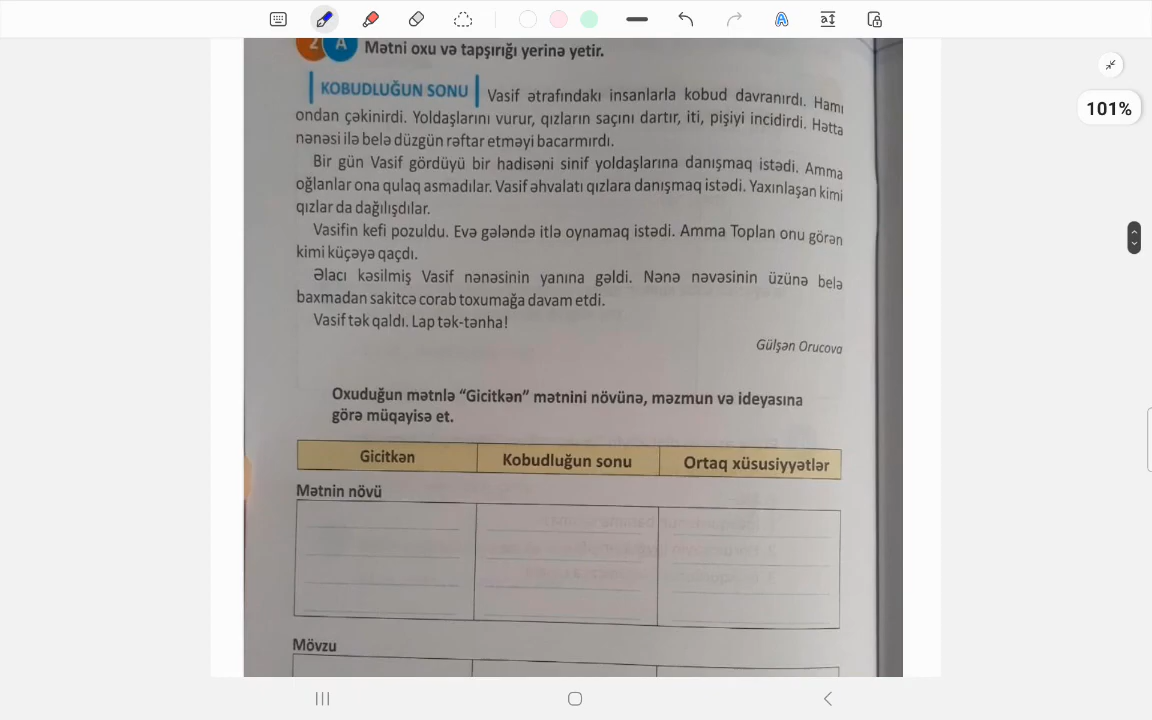 101%
2 A Mətni oxu və tapşırığı yerinə yetir.
KOBUDLUĞUN SONU Vasif ətrafındakı insanlarla kobud davranırdı. Hamı
ondan çəkinirdi. Yoldaşlarını vurur, qızların saçını dartır, iti, pişiyi incidirdi. Hətta
nənəsi ilə belə düzgün rəftar etməyi bacarmırdı.
Bir gün Vasif gördüyü bir hadisəni sinif yoldaşlarına danışmaq istədi. Amma
oğlanlar ona qulaq asmadılar. Vasif əhvalatı qızlara danışmaq istədi. Yaxınlaşan kimi
qızlar da dağılışdılar.
Vasifin kefi pozuldu. Evə gələndə itlə oynamaq istədi. Amma Toplan onu görən
kimi küçəyə qaçdı.
Əlacı kəsilmiş Vasif nənəsinin yanına gəldi. Nənə nəvəsinin üzünə belə
baxmadan sakitcə corab toxumağa davam etdi.
Vasif tək qaldı. Lap tək-tənha!
Gülşən Orucova
Oxuduğun mətnlə “Gicitkən” mətnini növünə, məzmun və ideyasına
görə müqayisə et.
Gicitkən Kobudluğun sonu Ortaq xüsusiyyətlər
Mətnin növü
Mövzu